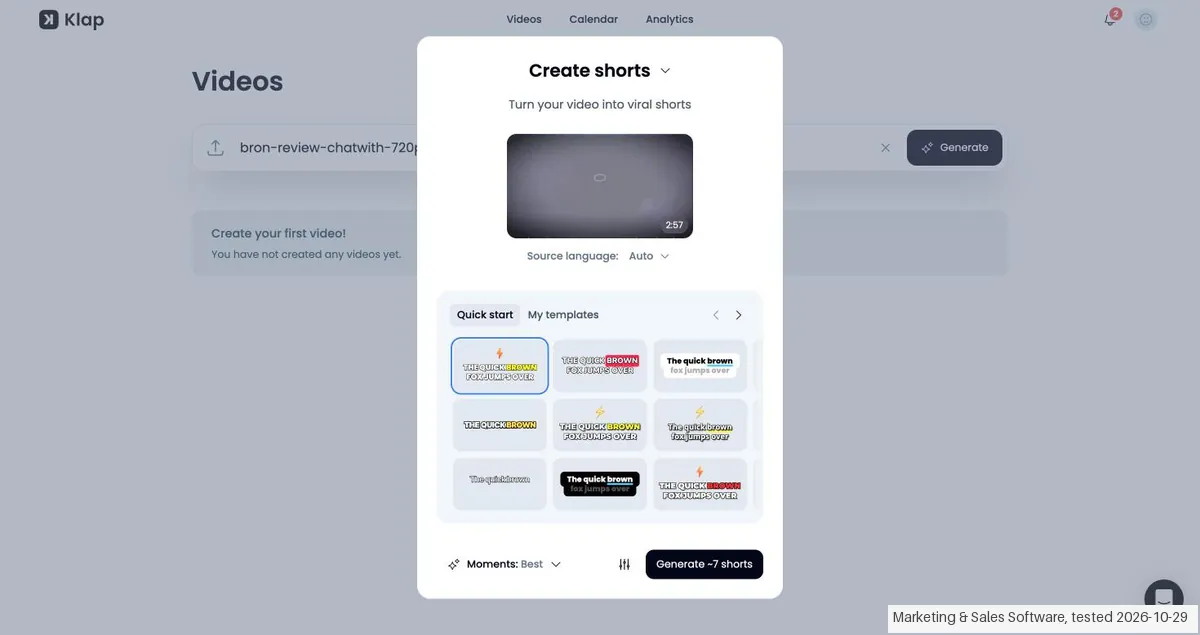 Klap
Videos
Calendar
Analytics
2
Videos
bron-review-chatwith-720p
Generate
Create your first video!
You have not created any videos yet.
Create shorts
Turn your video into viral shorts
2:57
Source language: Auto
Quick start
My templates
THE QUICK BROWN
FOX JUMPS OVER
THE QUICK BROWN
FOX JUMPS OVER
The quick brown
fox jumps over
THE QUICK BROWN
THE QUICK BROWN
FOX JUMPS OVER
The quick brown
fox jumps over
The quick brown
The quick brown
fox jumps over
THE QUICK BROWN
FOX JUMPS OVER
Moments: Best
Generate ~7 shorts
Marketing & Sales Software, tested 2026-10-29